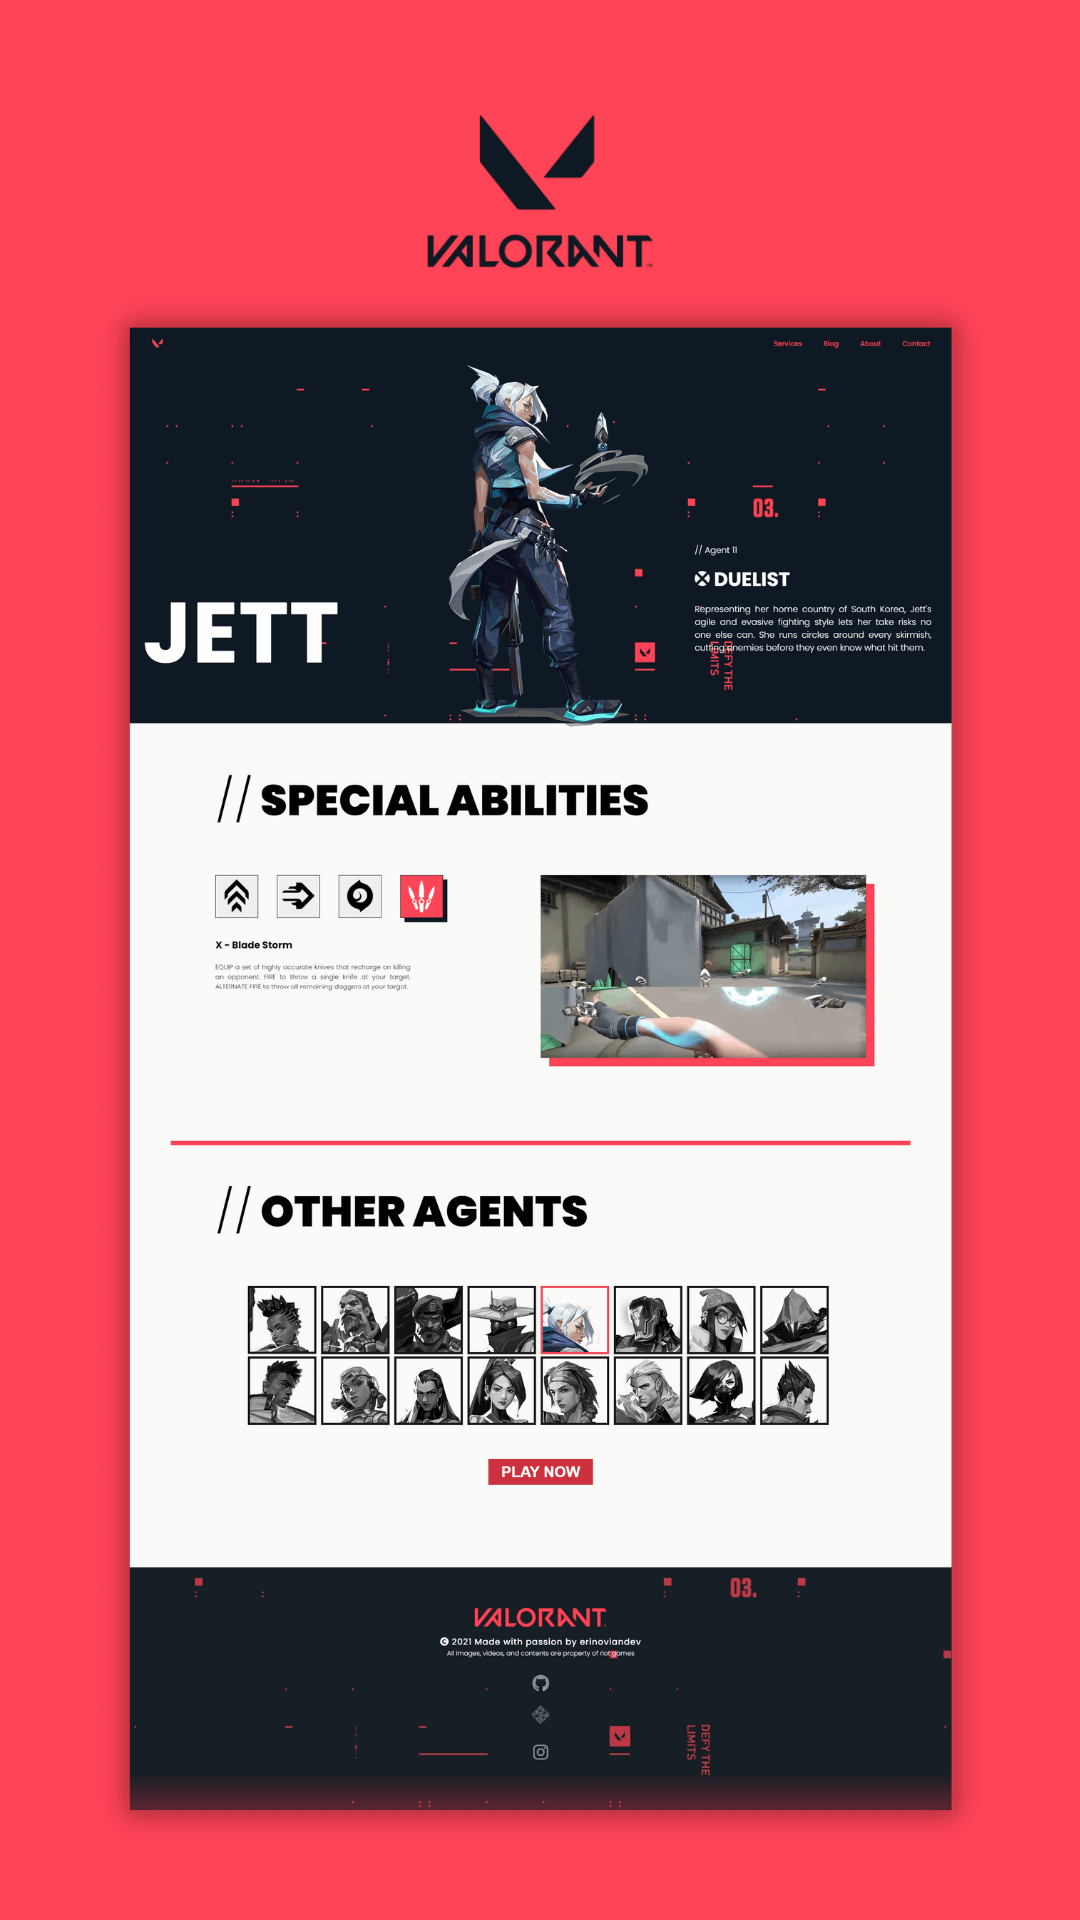 VALORANT
Services Blog About Contact
03.
// Agent 11
DUELIST
JETT
Representing her home country of South Korea, Jett's
agile and evasive fighting style lets her take risks no
one else can. She runs circles around every skirmish,
cutting enemies before they even know what hit them.
DEFY THE
LIMITS
// SPECIAL ABILITIES
X - Blade Storm
EQUIP a set of highly accurate knives that recharge on killing
an opponent. FIRE to throw a single knife at your target.
ALTERNATE FIRE to throw all remaining daggers at your target.
// OTHER AGENTS
PLAY NOW
03.
VALORANT
© 2021 Made with passion by erinoviandev
All images, videos, and contents are property of riot games
DEFY THE
LIMITS